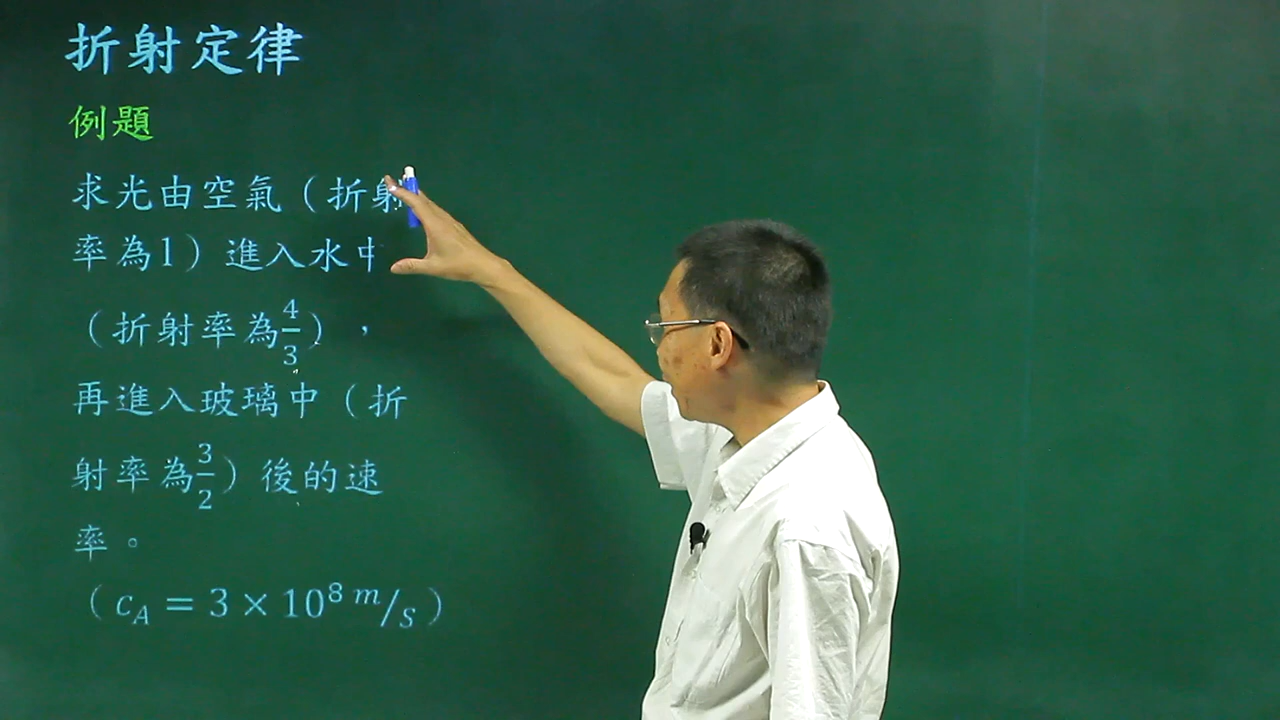 折射定律
例題
求光由空氣（折射
率為1）進入水中
（折射率為4/3），
再進入玻璃中（折
射率為3/2）後的速
率。
（c_A = 3 × 10⁸ m/s）